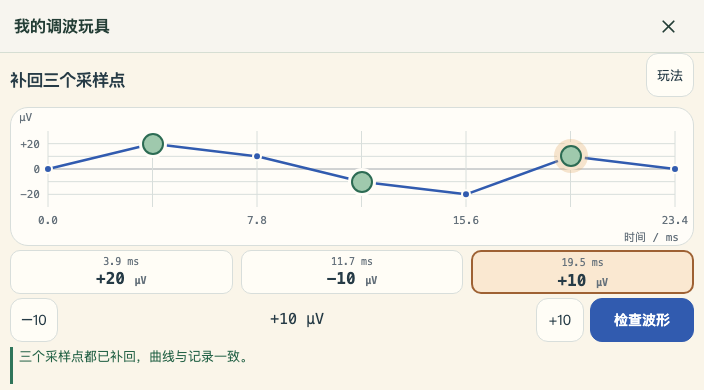 我的调波玩具
补回三个采样点
玩法
μV
+20
0
−20
0.0 7.8 15.6 23.4
时间 / ms
3.9 ms 11.7 ms 19.5 ms
+20 μV −10 μV +10 μV
−10 +10 μV +10 检查波形
三个采样点都已补回，曲线与记录一致。